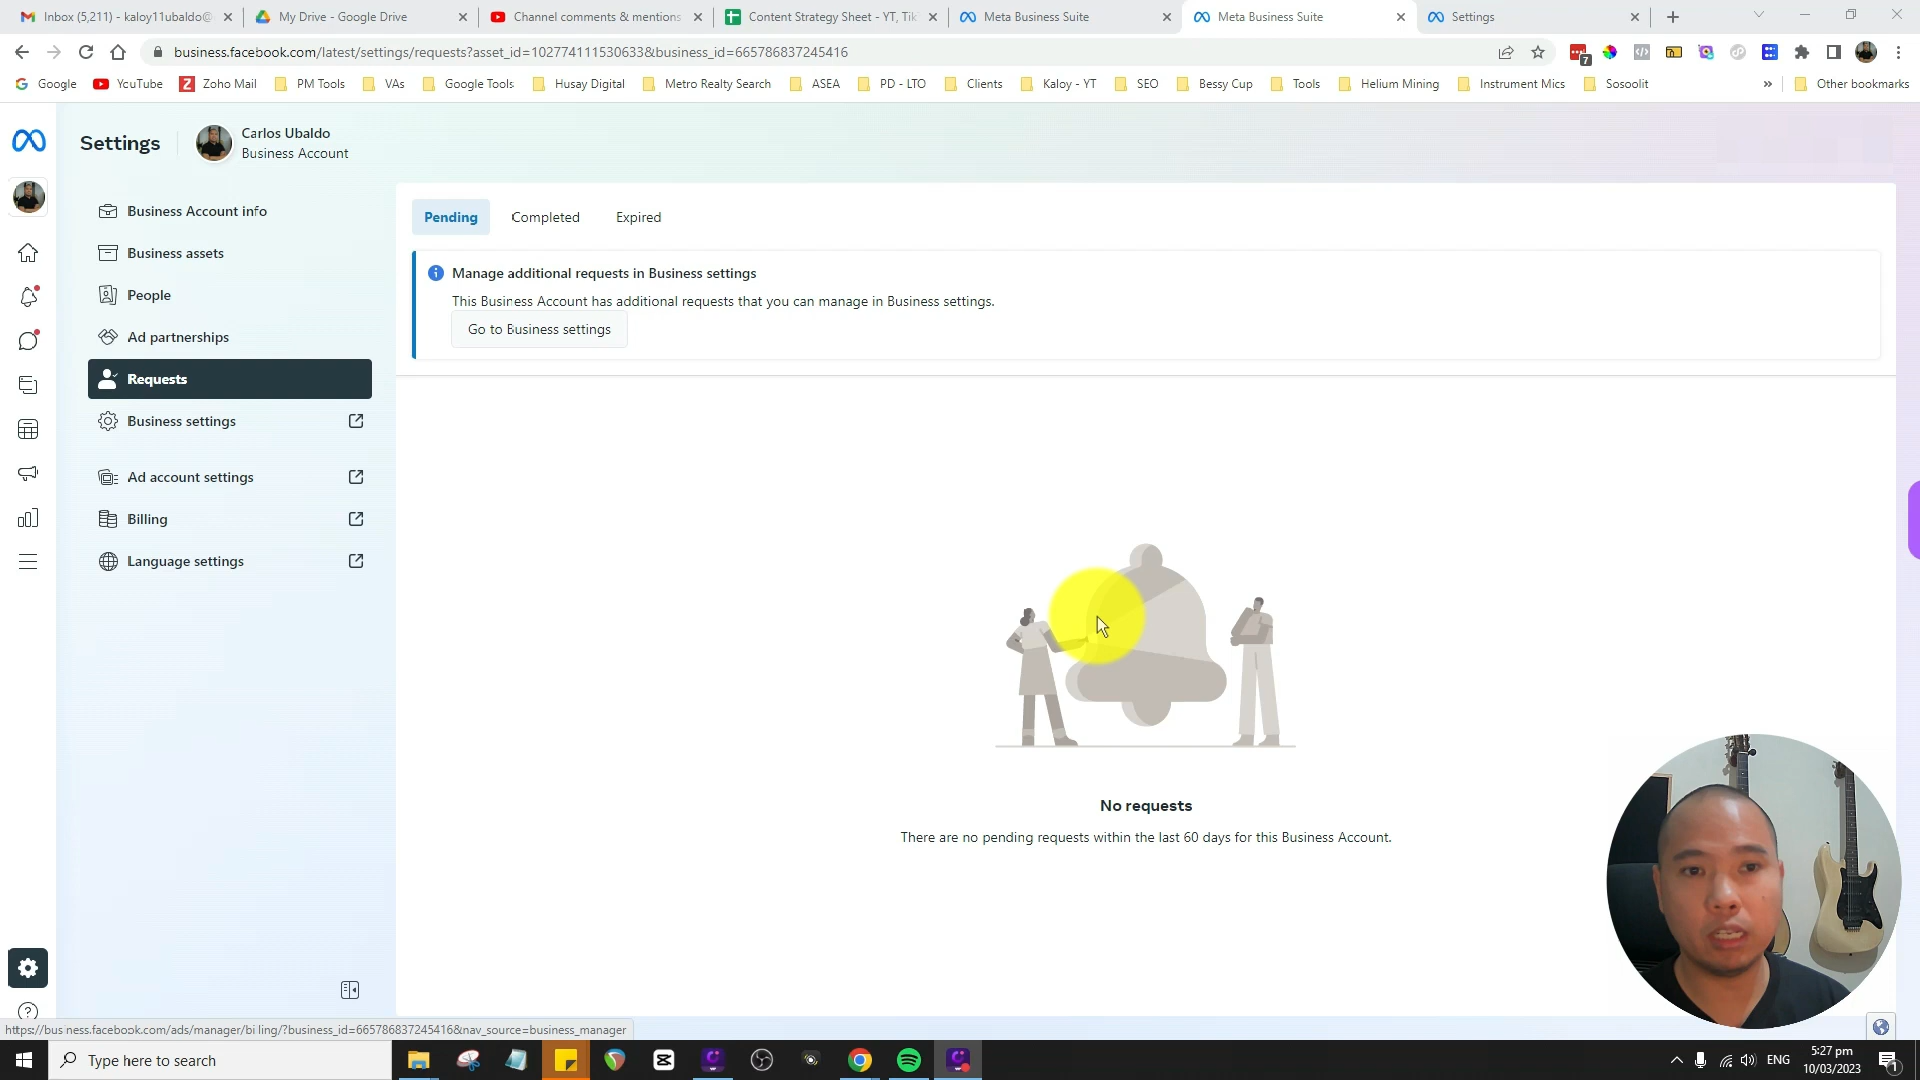 Inbox (5,211) - kaloy11ubaldo@
My Drive - Google Drive
Channel comments & mentions
Content Strategy Sheet - YT, Tik
Meta Business Suite
Meta Business Suite
Settings
business.facebook.com/latest/settings/requests?asset_id=102774111530633&business_id=665786837245416
7
Google
YouTube
Zoho Mail
PM Tools
VAs
Google Tools
Husay Digital
Metro Realty Search
ASEA
PD - LTO
Clients
Kaloy - YT
SEO
Bessy Cup
Tools
Helium Mining
Instrument Mics
Sosoolit
»
Other bookmarks
Settings
Carlos Ubaldo
Business Account
Business Account info
Business assets
People
Ad partnerships
Requests
Business settings
Ad account settings
Billing
Language settings
Pending
Completed
Expired
Manage additional requests in Business settings
This Business Account has additional requests that you can manage in Business settings.
Go to Business settings
No requests
There are no pending requests within the last 60 days for this Business Account.
https://business.facebook.com/ads/manager/billing/?business_id=665786837245416&nav_source=business_manager
Type here to search
ENG
5:27 pm
10/03/2023
1